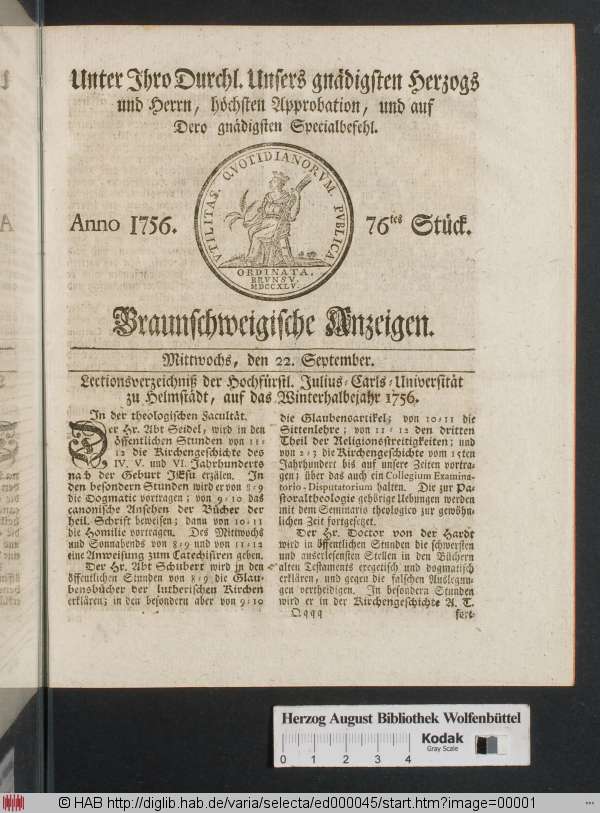 Unter Ihro Durchl. Unsers gnädigsten Herzogs
und Herrn, höchsten Approbation, und auf
Dero gnädigsten Specialbefehl.
Anno 1756.
VTILITAS. QVOTIDIANORVM. PVBLICA
ORDINATA.
BRVNSV.
MDCCXLV.
76tes Stück.
Braunschweigische Anzeigen.
Mittwochs, den 22. September.
Lectionsverzeichniß der Hochfürstl. Julius-Carls-Universität
zu Helmstädt, auf das Winterhalbejahr 1756.
In der theologischen Facultät.
Der Hr. Abt Seidel, wird in den
öffentlichen Stunden von 11-
12 die Kirchengeschichte des
IV. V. und VI. Jahrhunderts
nach der Geburt JEsu erzälen. In
den besondern Stunden wird er von 8-9
die Dogmatic vortragen; von 9-10 das
canonische Ansehen der Bücher der
heil. Schrift beweisen; dann von 10-11
die Homilie vortragen. Des Mittwochs
und Sonnabends von 8-9 und von 11-12
eine Anweisung zum Catechisiren geben.
Der Hr. Abt Schubert wird in den
öffentlichen Stunden von 8-9 die Glau-
bensbücher der lutherischen Kirchen
erklären; in den besondern aber von 9-10
die Glaubensartikel; von 10-11 die
Sittenlehre; von 11-12 den dritten
Theil der Religionsstreitigkeiten; und
von 2-3 die Kirchengeschichte vom 15ten
Jahrhundert bis auf unsere Zeiten vortra-
gen; über das auch ein Collegium Examina-
torio-Disputatorium halten. Die zur Pa-
storaltheologie gehörige Uebungen werden
mit dem Seminario theologico zur gewöhn-
lichen Zeit fortgesetzet.
Der Hr. Doctor von der Hardt
wird in öffentlichen Stunden die schwersten
und auserlesensten Stellen in den Büchern
alten Testaments exegetisch und dogmatisch
erklären, und gegen die falschen Auslegun-
gen vertheidigen. In besondern Stunden
wird er in der Kirchengeschichte A. T.
Qqqq
fort-
Herzog August Bibliothek Wolfenbüttel
0 1 2 3 4
Kodak
Gray Scale
© HAB http://diglib.hab.de/varia/selecta/ed000045/start.htm?image=00001